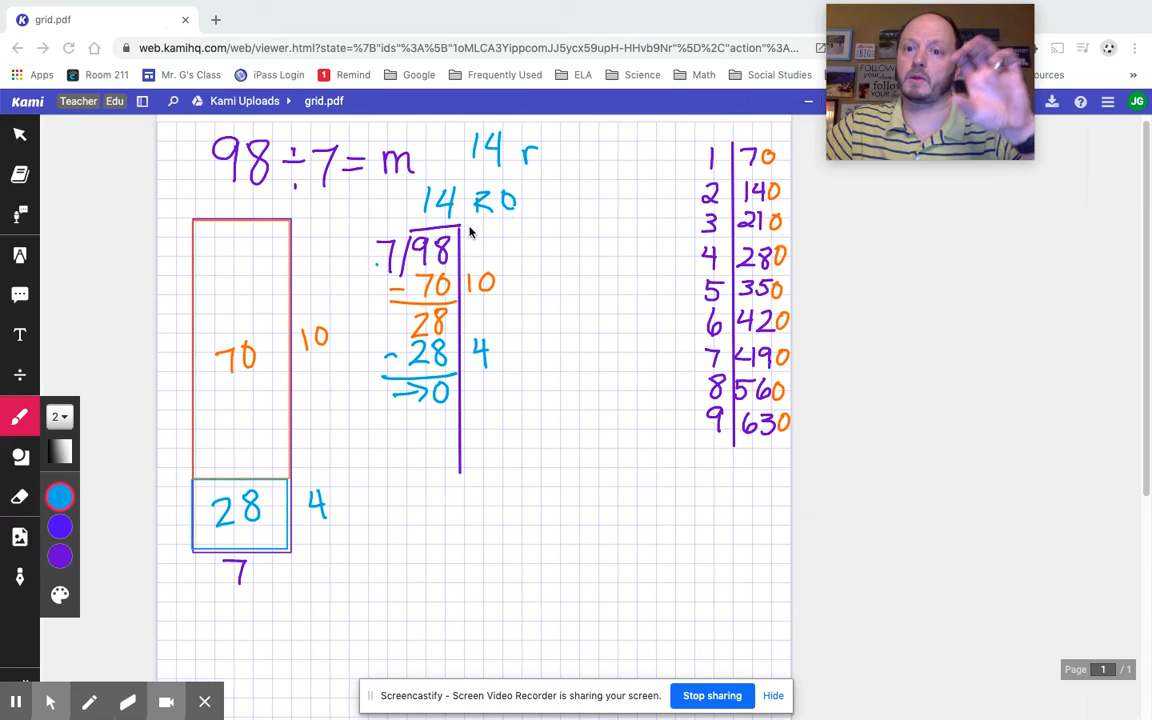 grid.pdf
web.kamihq.com/web/viewer.html?state=%7B"ids"%3A%5B"1oMLCA3YippcomJJ5ycx59upH-HHvb9Nr"%5D%2C"action"%3A...
Apps Room 211 Mr. G's Class iPass Login Remind Google Frequently Used ELA Science Math Social Studies
Kami Teacher Edu Kami Uploads grid.pdf JG
98÷7=m 14 r
14 R0
7 98
-70 10
28
-28 4
0
70 10
28 4
7
1 70
2 140
3 210
4 280
5 350
6 420
7 490
8 560
9 630
2
Page 1 / 1
Screencastify - Screen Video Recorder is sharing your screen. Stop sharing Hide